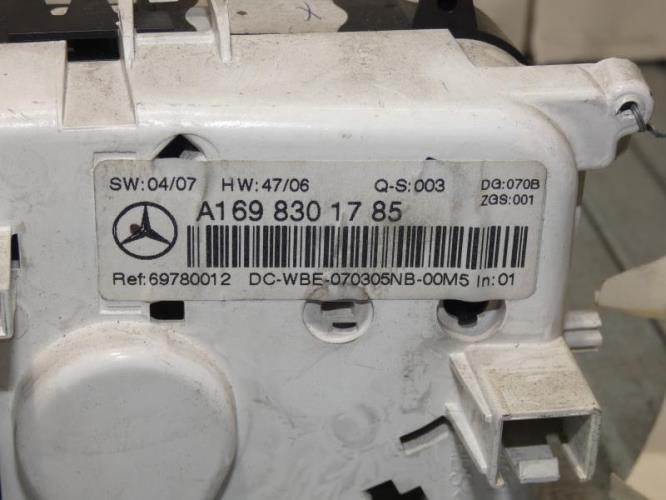 SW:04/07 HW:47/06 Q-S:003 DG:070B
ZGS:001
A169 830 17 85
Ref:69780012 DC-WBE-070305NB-00M5 In:01